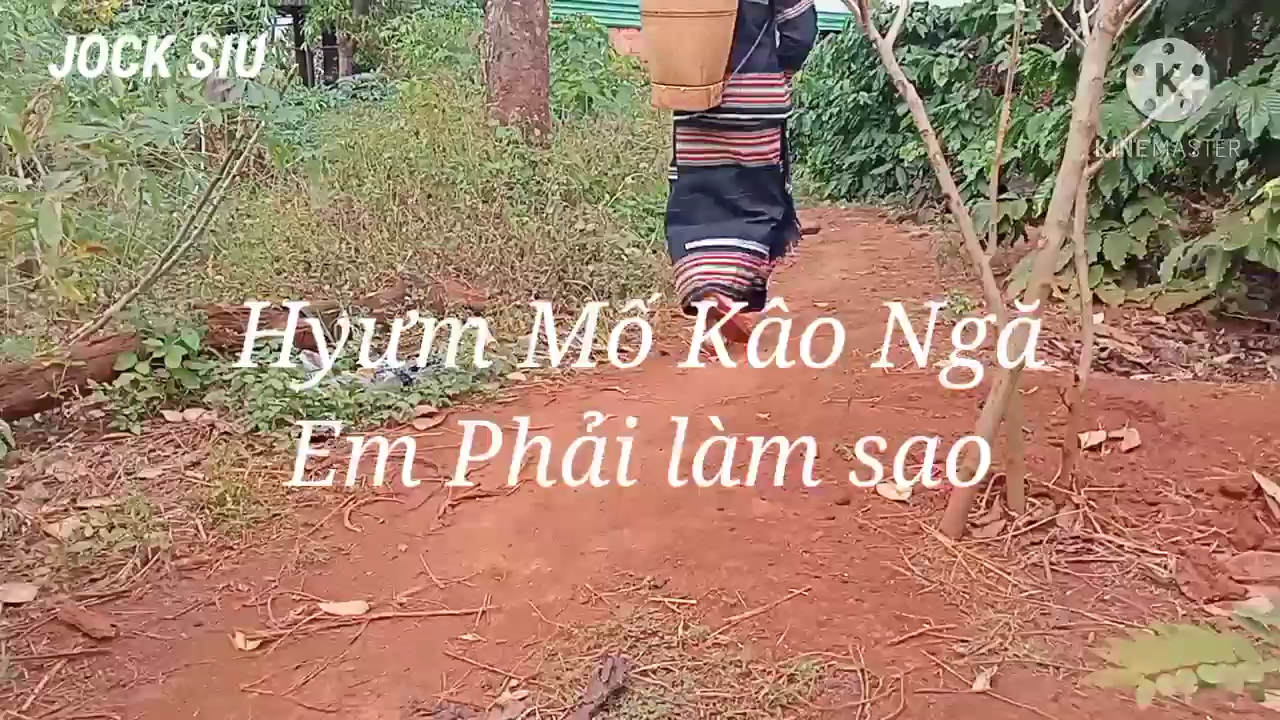 JOCK SIU
K
KINEMASTER
Hyưm Mố Kâo Ngă
Em Phải làm sao